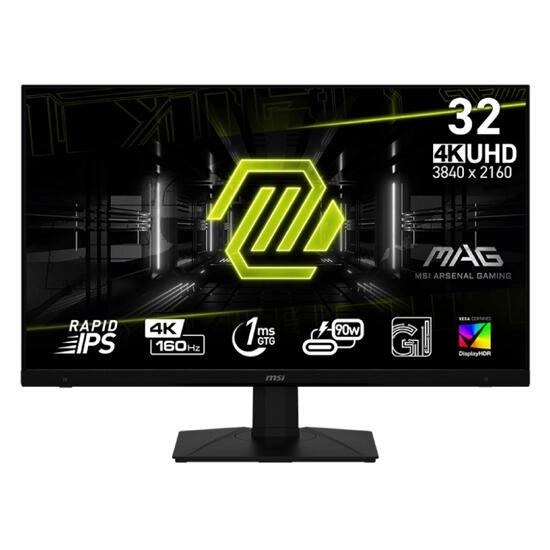 32
4K UHD
3840 x 2160
MAG
MSI ARSENAL GAMING
RAPID
IPS
4K
160Hz
1ms
GTG
90w
GI
VESA CERTIFIED
DisplayHDR
msi